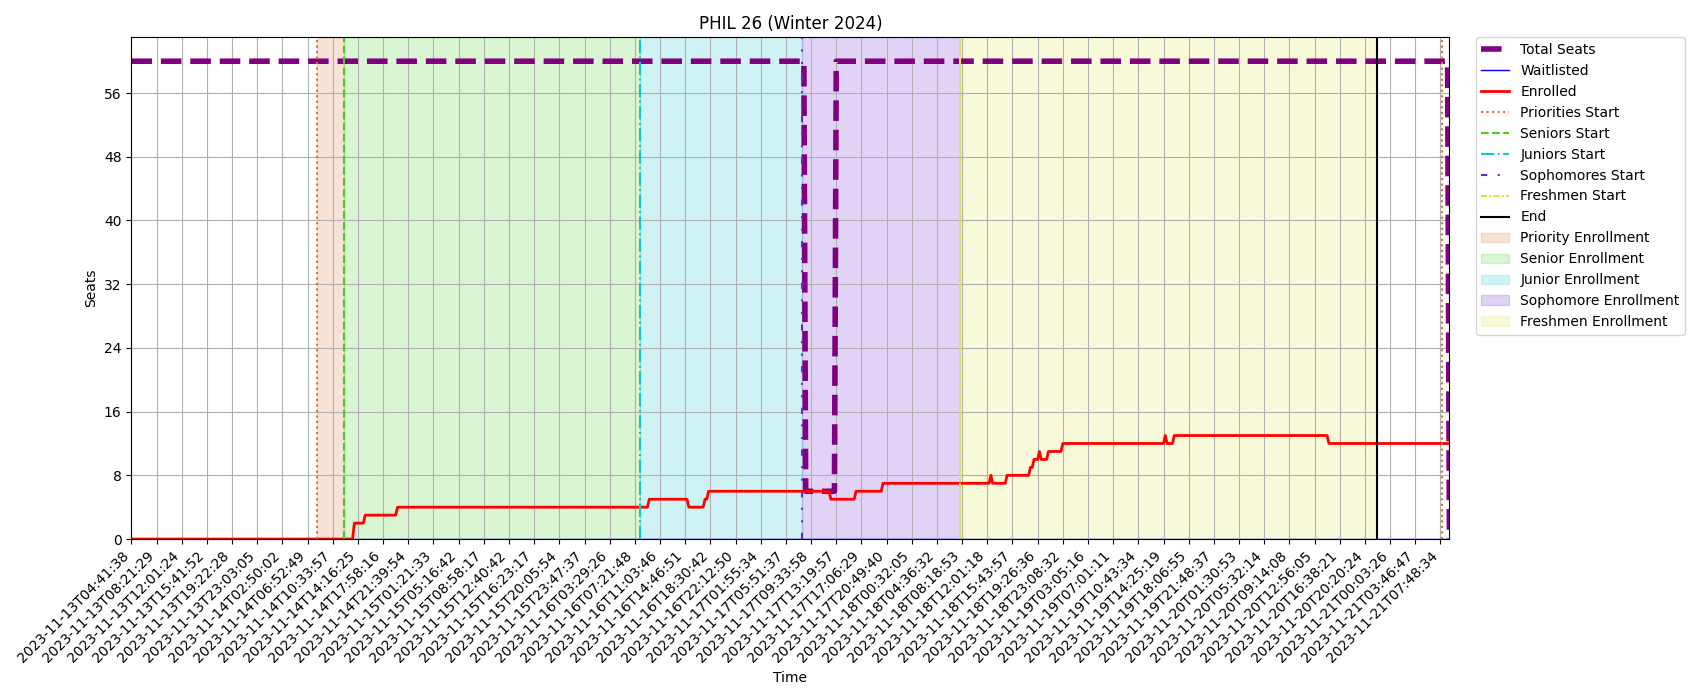 PHIL 26 (Winter 2024)
Seats
56
48
40
32
24
16
8
0
2023-11-13T04:41:38
2023-11-13T08:21:29
2023-11-13T12:01:24
2023-11-13T15:41:52
2023-11-13T19:22:28
2023-11-13T23:03:05
2023-11-14T02:50:02
2023-11-14T06:52:49
2023-11-14T10:33:57
2023-11-14T14:16:25
2023-11-14T17:58:16
2023-11-14T21:39:54
2023-11-15T01:21:33
2023-11-15T05:16:42
2023-11-15T08:58:17
2023-11-15T12:40:42
2023-11-15T16:23:17
2023-11-15T20:05:54
2023-11-15T23:47:37
2023-11-16T03:29:26
2023-11-16T07:21:48
2023-11-16T11:03:46
2023-11-16T14:46:51
2023-11-16T18:30:42
2023-11-16T22:12:50
2023-11-17T01:55:34
2023-11-17T05:51:37
2023-11-17T09:33:58
2023-11-17T13:19:57
2023-11-17T17:06:29
2023-11-17T20:49:40
2023-11-18T00:32:05
2023-11-18T04:36:32
2023-11-18T08:18:53
2023-11-18T12:01:18
2023-11-18T15:43:57
2023-11-18T19:26:36
2023-11-18T23:08:32
2023-11-19T03:05:16
2023-11-19T07:01:11
2023-11-19T10:43:34
2023-11-19T14:25:19
2023-11-19T18:06:55
2023-11-19T21:48:37
2023-11-20T01:30:53
2023-11-20T05:32:14
2023-11-20T09:14:08
2023-11-20T12:56:05
2023-11-20T16:38:21
2023-11-20T20:20:24
2023-11-21T00:03:26
2023-11-21T03:46:47
2023-11-21T07:48:34
Time
Total Seats
Waitlisted
Enrolled
Priorities Start
Seniors Start
Juniors Start
Sophomores Start
Freshmen Start
End
Priority Enrollment
Senior Enrollment
Junior Enrollment
Sophomore Enrollment
Freshmen Enrollment